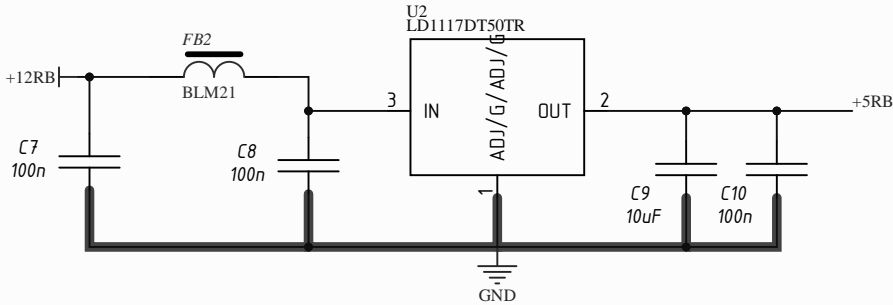 U2
LD1117DT50TR
FB2
+12RB
BLM21
3
IN
ADJ/G/ADJ/G
OUT
2
+5RB
C7
100n
C8
100n
1
C9
10uF
C10
100n
GND